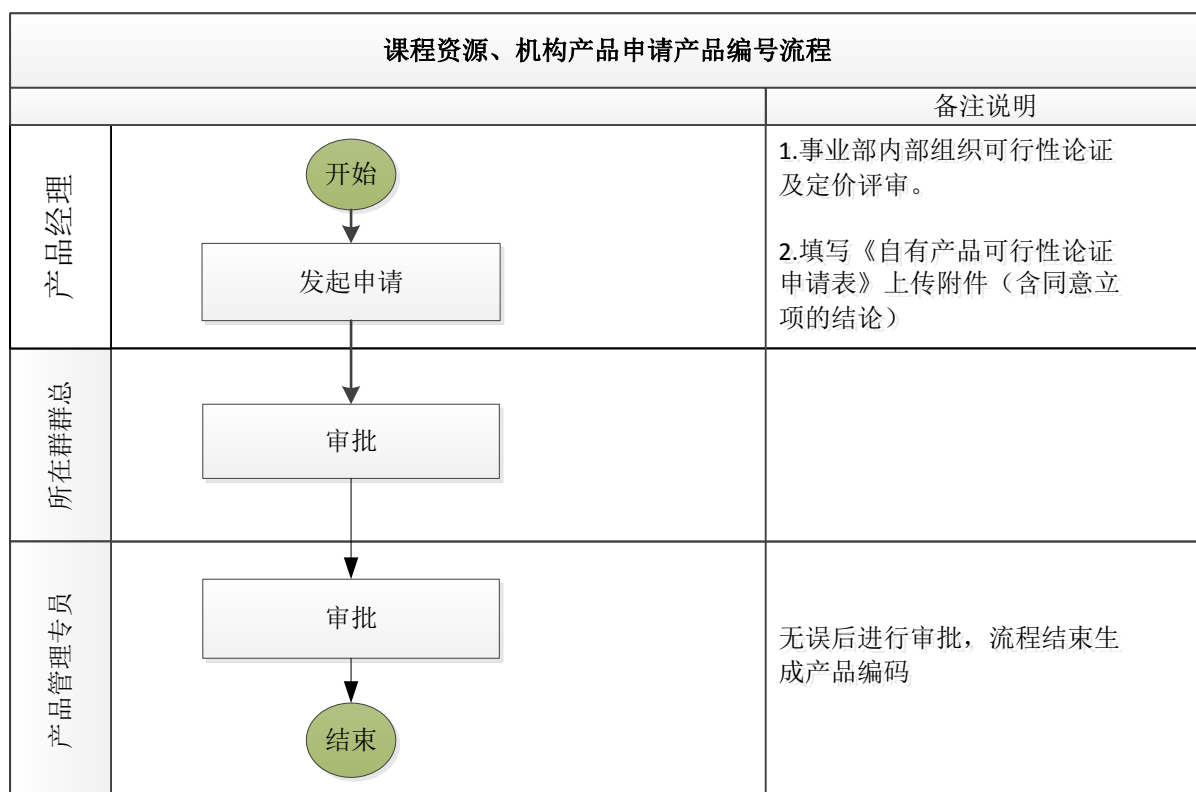 课程资源、机构产品申请产品编号流程
备注说明
产品经理
开始
发起申请
1.事业部内部组织可行性论证
及定价评审。
2.填写《自有产品可行性论证
申请表》上传附件（含同意立
项的结论）
所在群群总
审批
产品管理专员
审批
结束
无误后进行审批，流程结束生
成产品编码